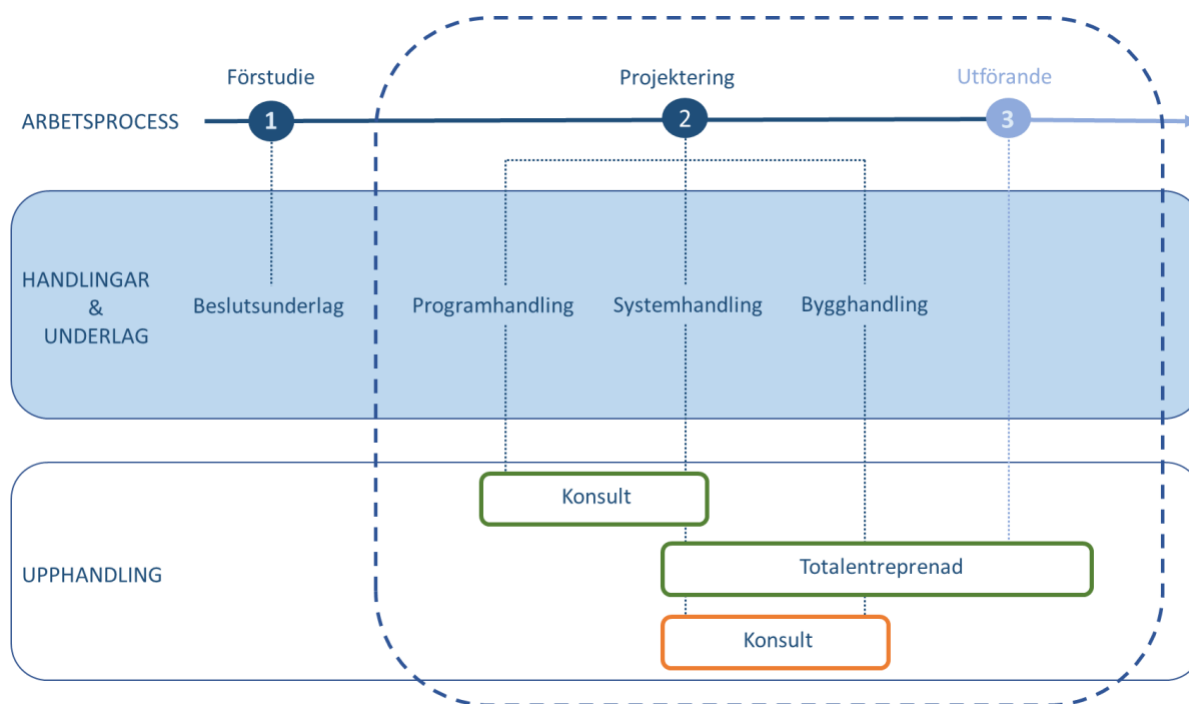 Förstudie
Projektering
Utförande
ARBETSPROCESS
1
2
3
HANDLINGAR
&
UNDERLAG
Beslutsunderlag
Programhandling
Systemhandling
Bygghandling
UPPHANDLING
Konsult
Totalentreprenad
Konsult